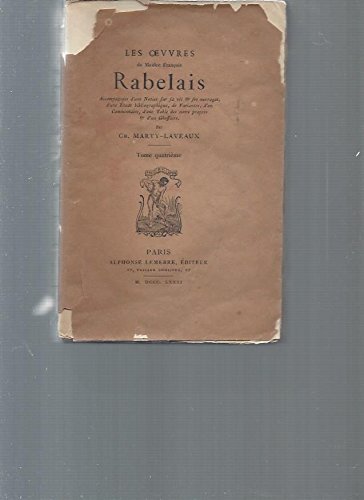 LES ŒUVRES
de Maistre François
Rabelais
Accompagnées d'une Notice sur sa vie & ses ouvrages,
d'une Étude bibliographique, de Variantes, d'un
Commentaire, d'une Table des noms propres
& d'un Glossaire.
PAR
CH. MARTY-LAVEAUX
Tome quatrième
PARIS
ALPHONSE LEMERRE, ÉDITEUR
PASSAGE CHOISEUL
M. DCCC. LXXXI